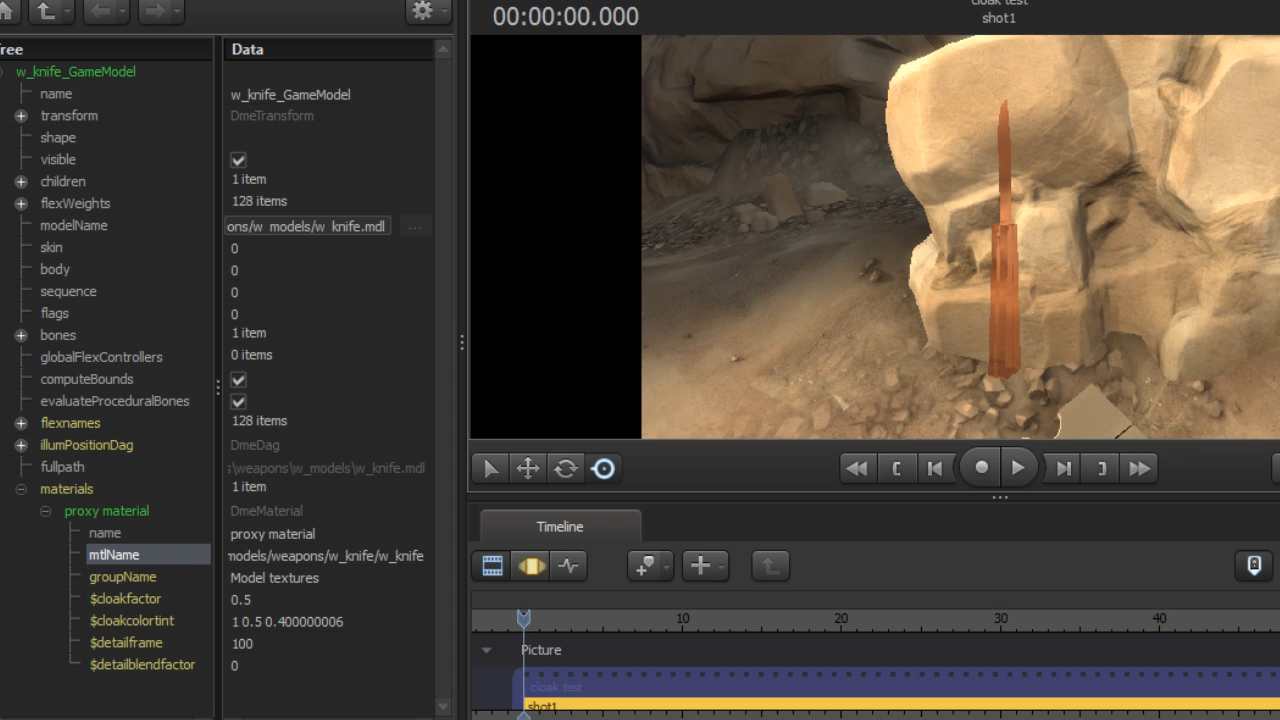 00:00:00.000
cloak test
shot1
Tree
Data
w_knife_GameModel
name
w_knife_GameModel
transform
DmeTransform
shape
visible
children
1 item
flexWeights
128 items
modelName
ons/w_models/w_knife.mdl
...
skin
0
body
0
sequence
0
flags
0
bones
1 item
globalFlexControllers
0 items
computeBounds
evaluateProceduralBones
flexnames
128 items
illumPositionDag
DmeDag
fullpath
s\weapons\w_models\w_knife.mdl
materials
1 item
proxy material
DmeMaterial
name
proxy material
mtlName
models/weapons/w_knife/w_knife
groupName
Model textures
$cloakfactor
0.5
$cloakcolortint
1 0.5 0.400000006
$detailframe
100
$detailblendfactor
0
Timeline
10 20 30 40
Picture
cloak test
shot1